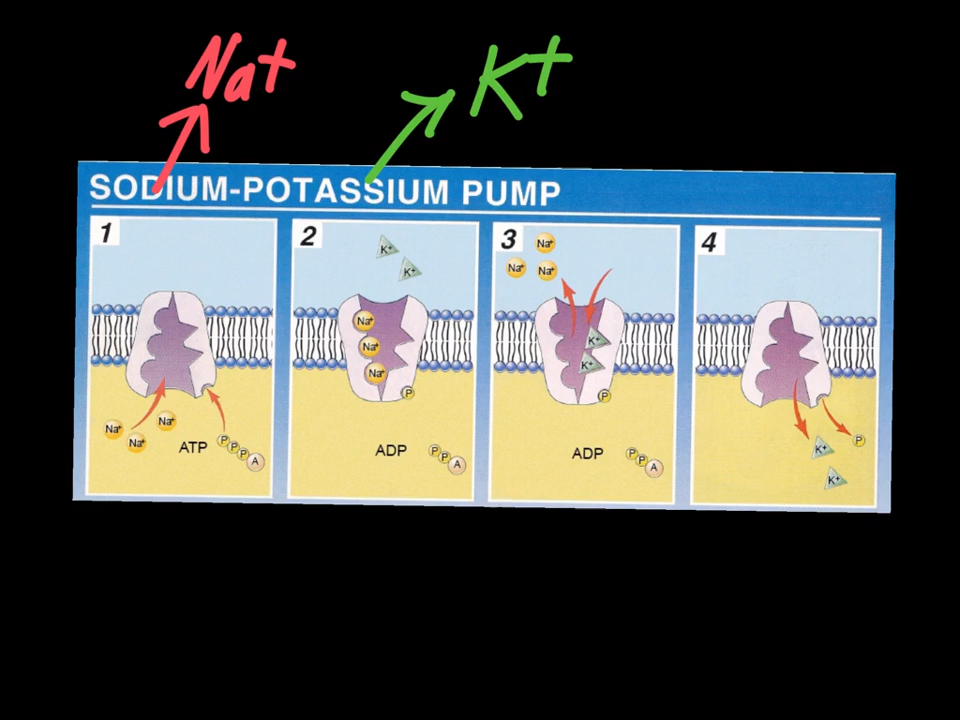 Na+
K+
SODIUM-POTASSIUM PUMP
1
2
3
4
K+
K+
Na+
Na+
Na+
Na+
Na+
Na+
K+
K+
P
P
Na+
Na+
Na+
ATP
P
P
P
A
ADP
P
P
A
ADP
P
P
A
P
K+
K+